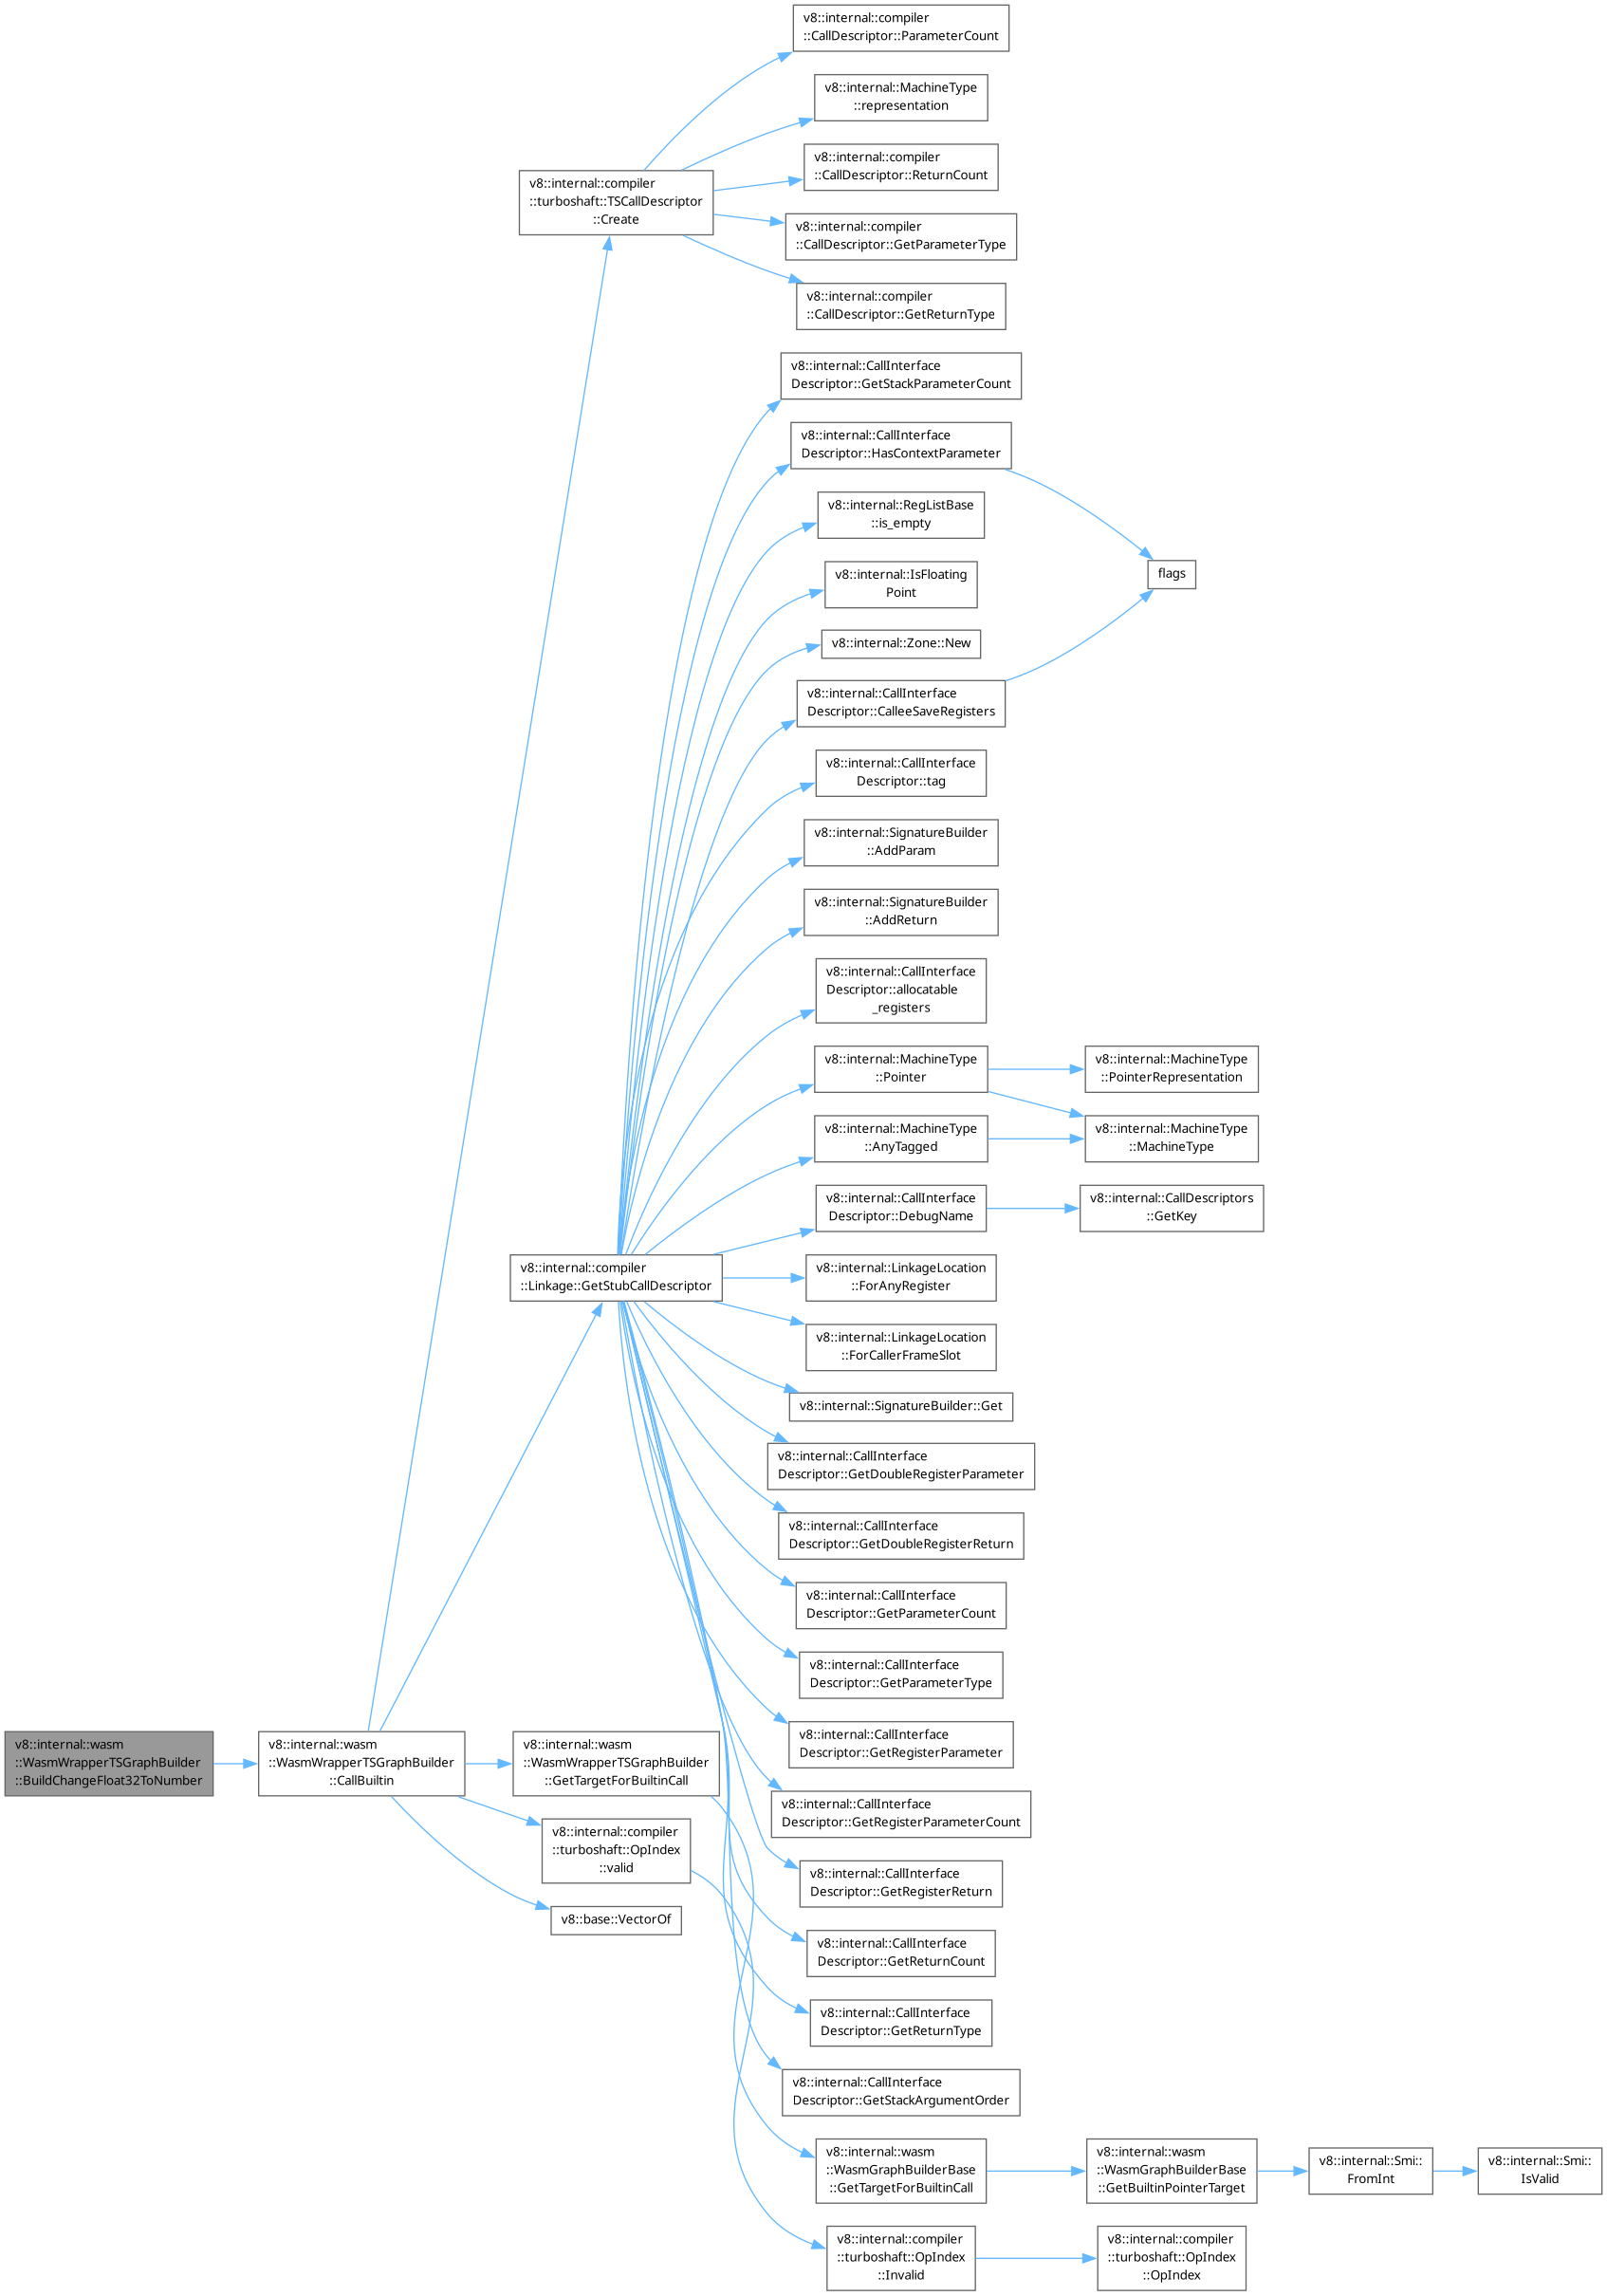 v8::internal::compiler
::CallDescriptor::ParameterCount
v8::internal::MachineType
::representation
v8::internal::compiler
::turboshaft::TSCallDescriptor
::Create
v8::internal::compiler
::CallDescriptor::ReturnCount
v8::internal::compiler
::CallDescriptor::GetParameterType
v8::internal::compiler
::CallDescriptor::GetReturnType
v8::internal::CallInterface
Descriptor::GetStackParameterCount
v8::internal::CallInterface
Descriptor::HasContextParameter
v8::internal::RegListBase
::is_empty
v8::internal::IsFloating
Point
flags
v8::internal::Zone::New
v8::internal::CallInterface
Descriptor::CalleeSaveRegisters
v8::internal::CallInterface
Descriptor::tag
v8::internal::SignatureBuilder
::AddParam
v8::internal::SignatureBuilder
::AddReturn
v8::internal::CallInterface
Descriptor::allocatable
_registers
v8::internal::MachineType
::Pointer
v8::internal::MachineType
::PointerRepresentation
v8::internal::MachineType
::AnyTagged
v8::internal::MachineType
::MachineType
v8::internal::CallInterface
Descriptor::DebugName
v8::internal::CallDescriptors
::GetKey
v8::internal::compiler
::Linkage::GetStubCallDescriptor
v8::internal::LinkageLocation
::ForAnyRegister
v8::internal::LinkageLocation
::ForCallerFrameSlot
v8::internal::SignatureBuilder::Get
v8::internal::CallInterface
Descriptor::GetDoubleRegisterParameter
v8::internal::CallInterface
Descriptor::GetDoubleRegisterReturn
v8::internal::CallInterface
Descriptor::GetParameterCount
v8::internal::CallInterface
Descriptor::GetParameterType
v8::internal::CallInterface
Descriptor::GetRegisterParameter
v8::internal::wasm
::WasmWrapperTSGraphBuilder
::BuildChangeFloat32ToNumber
v8::internal::wasm
::WasmWrapperTSGraphBuilder
::CallBuiltin
v8::internal::wasm
::WasmWrapperTSGraphBuilder
::GetTargetForBuiltinCall
v8::internal::CallInterface
Descriptor::GetRegisterParameterCount
v8::internal::compiler
::turboshaft::OpIndex
::valid
v8::internal::CallInterface
Descriptor::GetRegisterReturn
v8::base::VectorOf
v8::internal::CallInterface
Descriptor::GetReturnCount
v8::internal::CallInterface
Descriptor::GetReturnType
v8::internal::CallInterface
Descriptor::GetStackArgumentOrder
v8::internal::wasm
::WasmGraphBuilderBase
::GetTargetForBuiltinCall
v8::internal::wasm
::WasmGraphBuilderBase
::GetBuiltinPointerTarget
v8::internal::Smi::
FromInt
v8::internal::Smi::
IsValid
v8::internal::compiler
::turboshaft::OpIndex
::Invalid
v8::internal::compiler
::turboshaft::OpIndex
::OpIndex